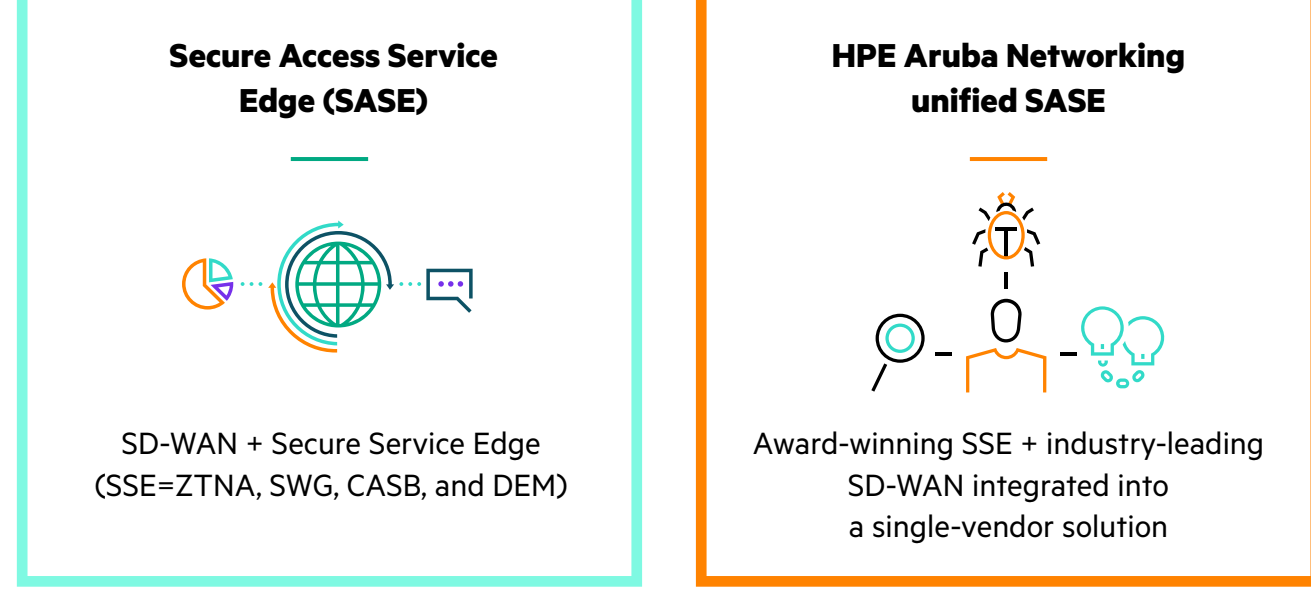 Secure Access Service
Edge (SASE)
SD-WAN + Secure Service Edge
(SSE=ZTNA, SWG, CASB, and DEM)
HPE Aruba Networking
unified SASE
Award-winning SSE + industry-leading
SD-WAN integrated into
a single-vendor solution